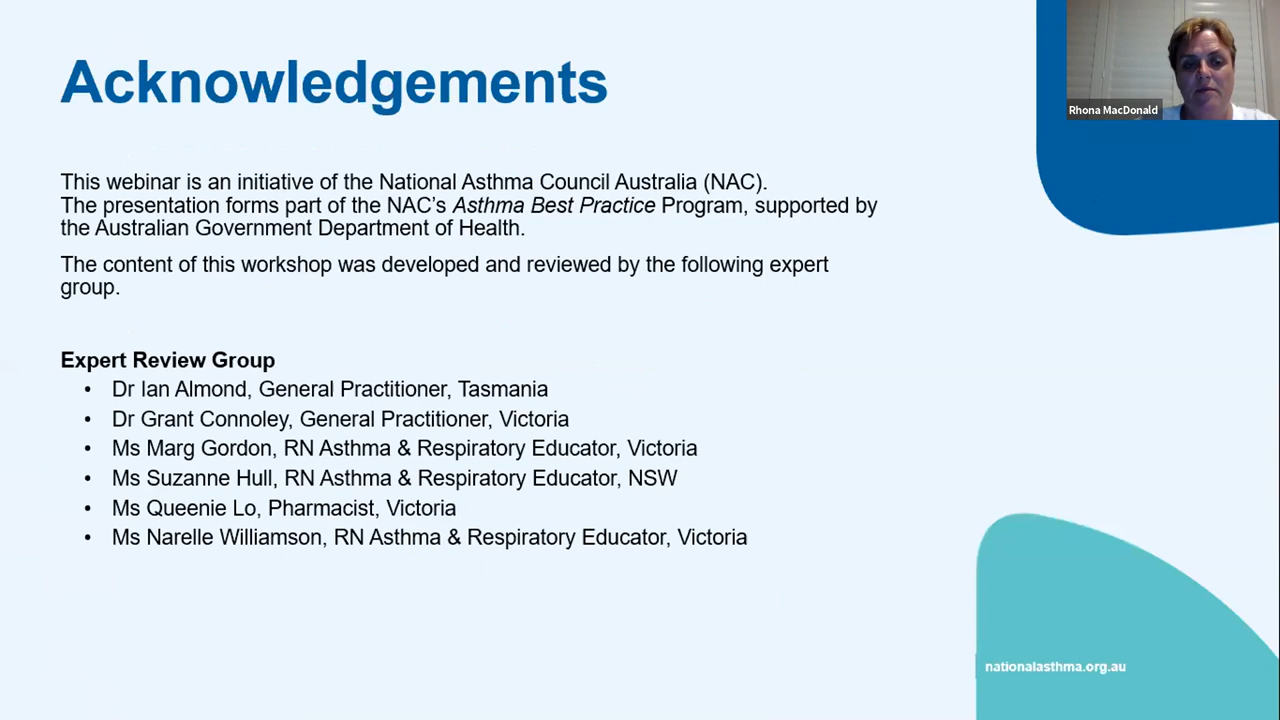 Acknowledgements
Rhona MacDonald
This webinar is an initiative of the National Asthma Council Australia (NAC).
The presentation forms part of the NAC’s Asthma Best Practice Program, supported by
the Australian Government Department of Health.
The content of this workshop was developed and reviewed by the following expert
group.
Expert Review Group
• Dr Ian Almond, General Practitioner, Tasmania
• Dr Grant Connoley, General Practitioner, Victoria
• Ms Marg Gordon, RN Asthma & Respiratory Educator, Victoria
• Ms Suzanne Hull, RN Asthma & Respiratory Educator, NSW
• Ms Queenie Lo, Pharmacist, Victoria
• Ms Narelle Williamson, RN Asthma & Respiratory Educator, Victoria
nationalasthma.org.au